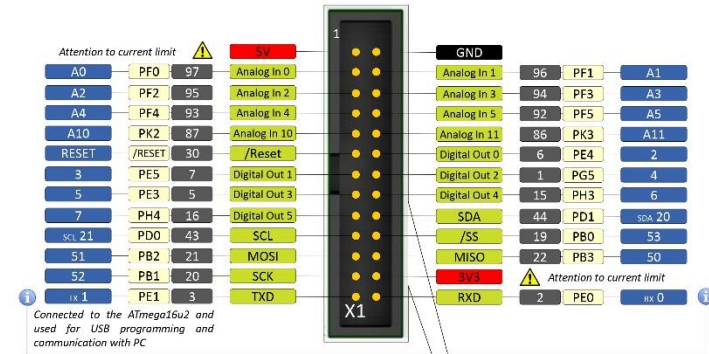 1
Attention to current limit 5V GND
A0 PF0 97 Analog In 0 Analog In 1 96 PF1 A1
A2 PF2 95 Analog In 2 Analog In 3 94 PF3 A3
A4 PF4 93 Analog In 4 Analog In 5 92 PF5 A5
A10 PK2 87 Analog In 10 Analog In 11 86 PK3 A11
RESET /RESET 30 /Reset Digital Out 0 6 PE4 2
3 PE5 7 Digital Out 1 Digital Out 2 1 PG5 4
5 PE3 5 Digital Out 3 Digital Out 4 15 PH3 6
7 PH4 16 Digital Out 5 SDA 44 PD1 SDA 20
SCL 21 PD0 43 SCL /SS 19 PB0 53
51 PB2 21 MOSI MISO 22 PB3 50
52 PB1 20 SCK 3V3 Attention to current limit
i TX 1 PE1 3 TXD RXD 2 PE0 RX 0 i
X1
Connected to the ATmega16u2 and
used for USB programming and
communication with PC